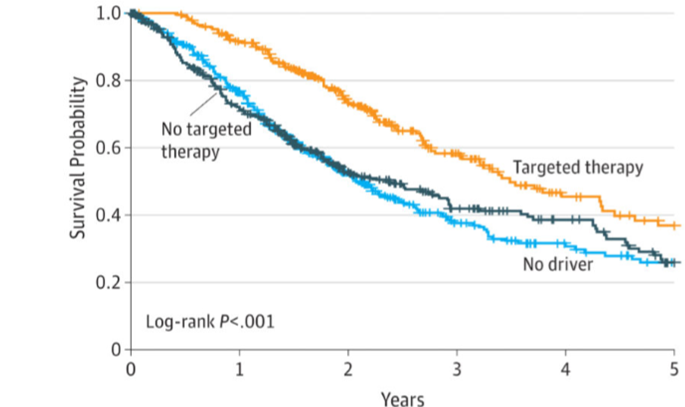 1.0
0.8
0.6
0.4
0.2
0
Survival Probability
No targeted
therapy
Targeted therapy
No driver
Log-rank P<.001
0 1 2 3 4 5
Years